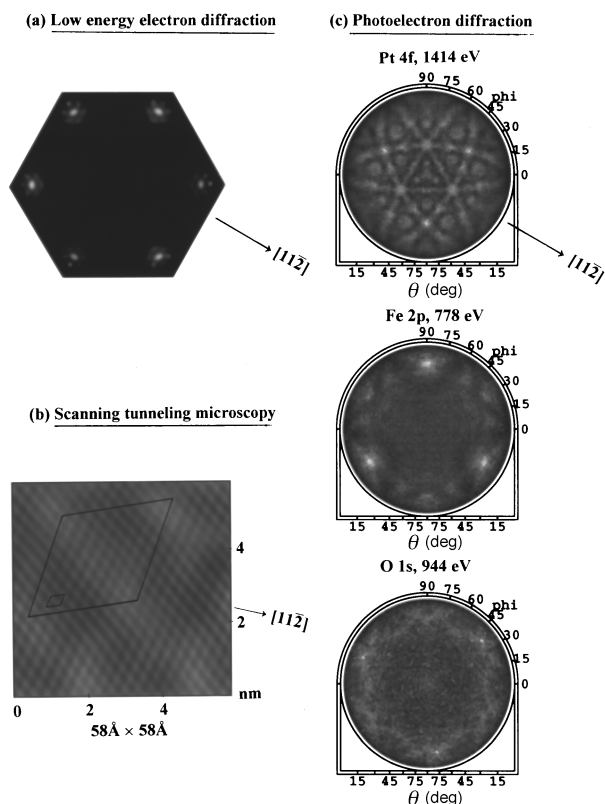 (a) Low energy electron diffraction
[112̄]
(b) Scanning tunneling microscopy
4
2
nm
0 2 4
58Å × 58Å
[112̄]
(c) Photoelectron diffraction
Pt 4f, 1414 eV
90 75 60 phi
45
30
15
0
[112̄]
15 45 75 75 45 15
θ (deg)
Fe 2p, 778 eV
90 75 60 phi
45
30
15
0
15 45 75 75 45 15
θ (deg)
O 1s, 944 eV
90 75 60 phi
45
30
15
0
15 45 75 75 45 15
θ (deg)